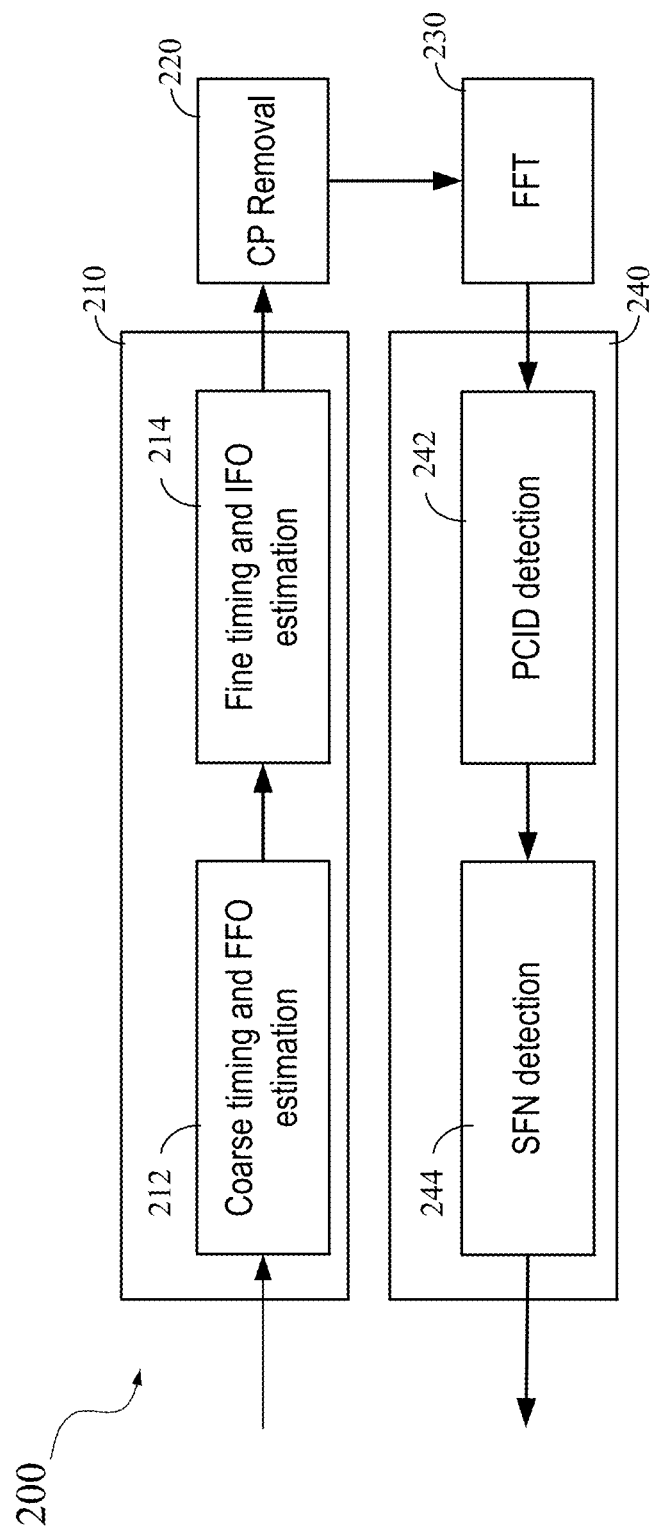 200
210
212
Coarse timing and FFO
estimation
214
Fine timing and IFO
estimation
220
CP Removal
230
FFT
240
242
PCID detection
244
SFN detection